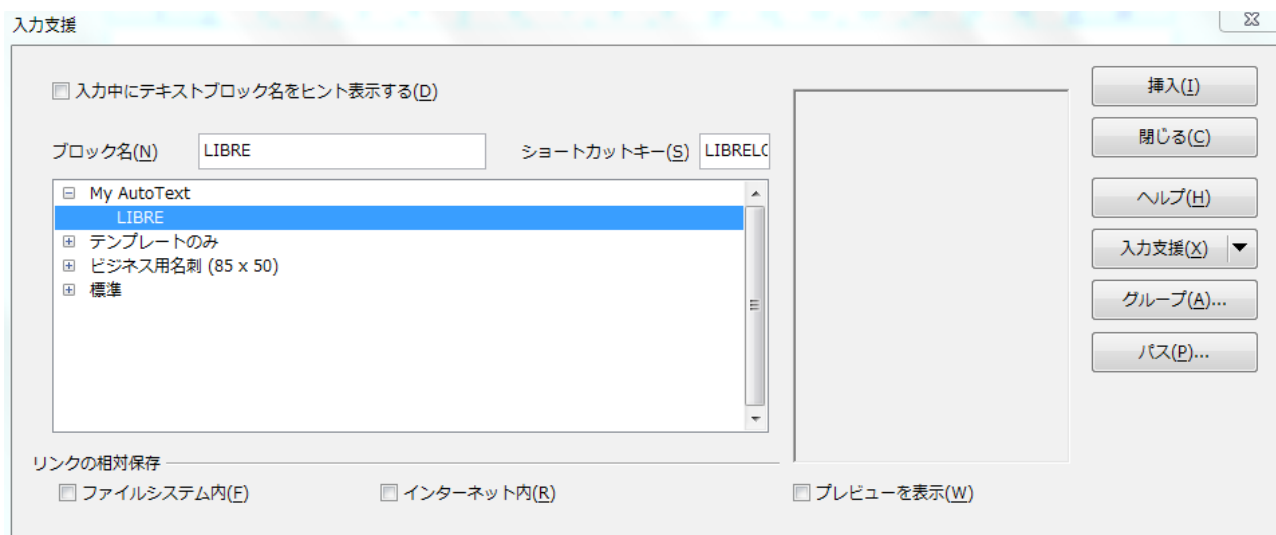 入力支援
入力中にテキストブロック名をヒント表示する(D)
ブロック名(N) LIBRE ショートカットキー(S) LIBRELO
My AutoText
LIBRE
テンプレートのみ
ビジネス用名刺 (85 x 50)
標準
リンクの相対保存
ファイルシステム内(F) インターネット内(R) プレビューを表示(W)
挿入(I)
閉じる(C)
ヘルプ(H)
入力支援(X)
グループ(A)...
パス(P)...